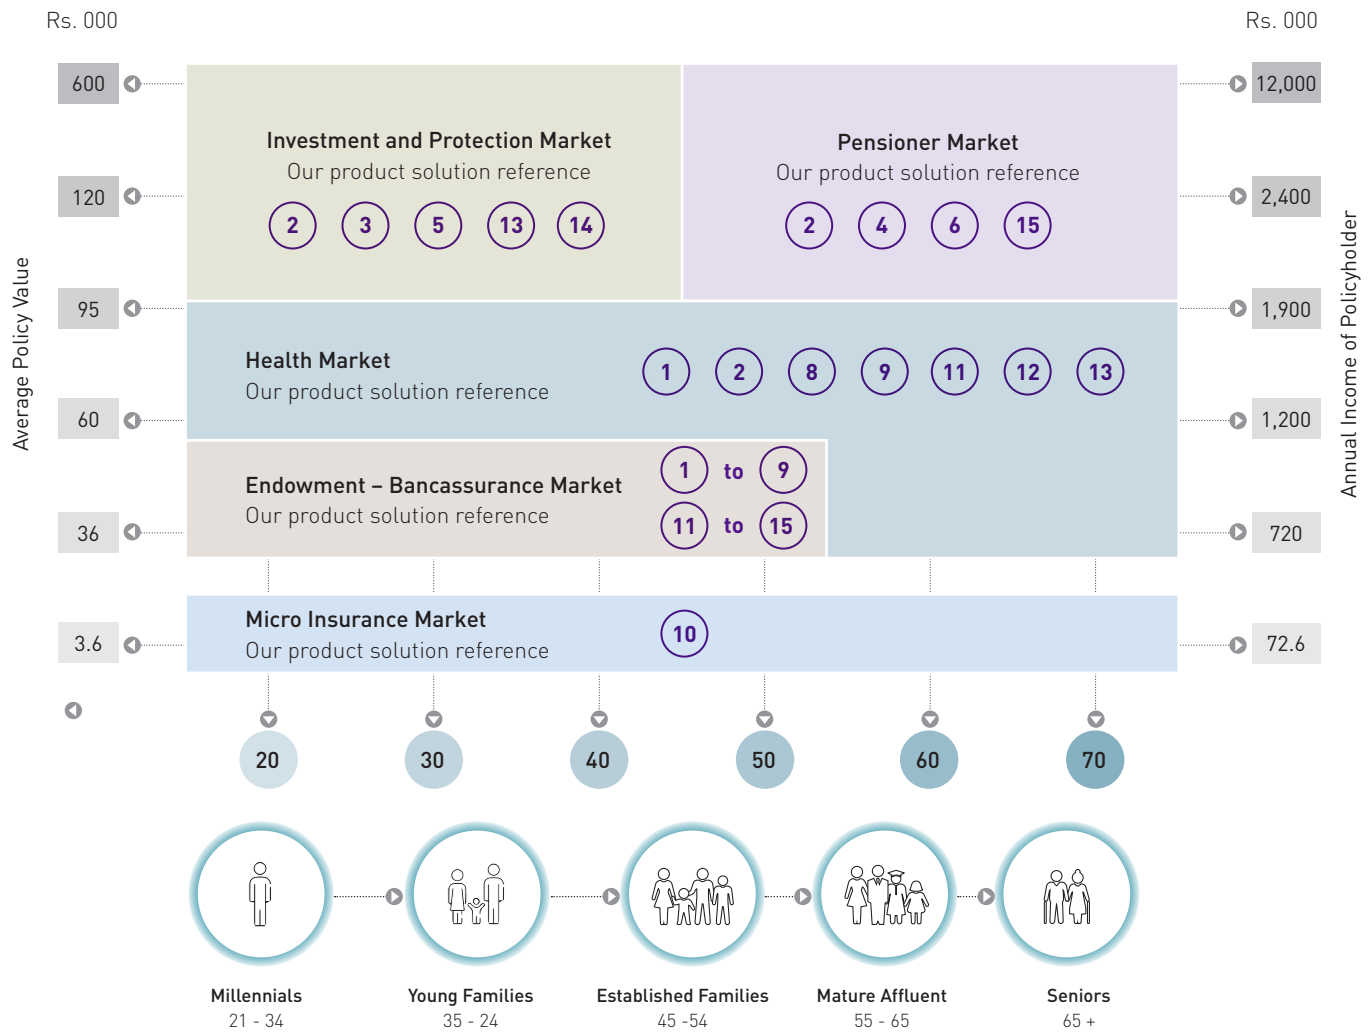 Rs. 000
Rs. 000
600
12,000
Investment and Protection Market
Our product solution reference
2 3 5 13 14
Pensioner Market
Our product solution reference
2 4 6 15
120
2,400
Average Policy Value
Annual Income of Policyholder
95
1,900
Health Market
Our product solution reference
1 2 8 9 11 12 13
60
1,200
Endowment – Bancassurance Market
Our product solution reference
1 to 9
11 to 15
36
720
Micro Insurance Market
Our product solution reference
10
3.6
72.6
20 30 40 50 60 70
Millennials
21 - 34
Young Families
35 - 24
Established Families
45 -54
Mature Affluent
55 - 65
Seniors
65 +